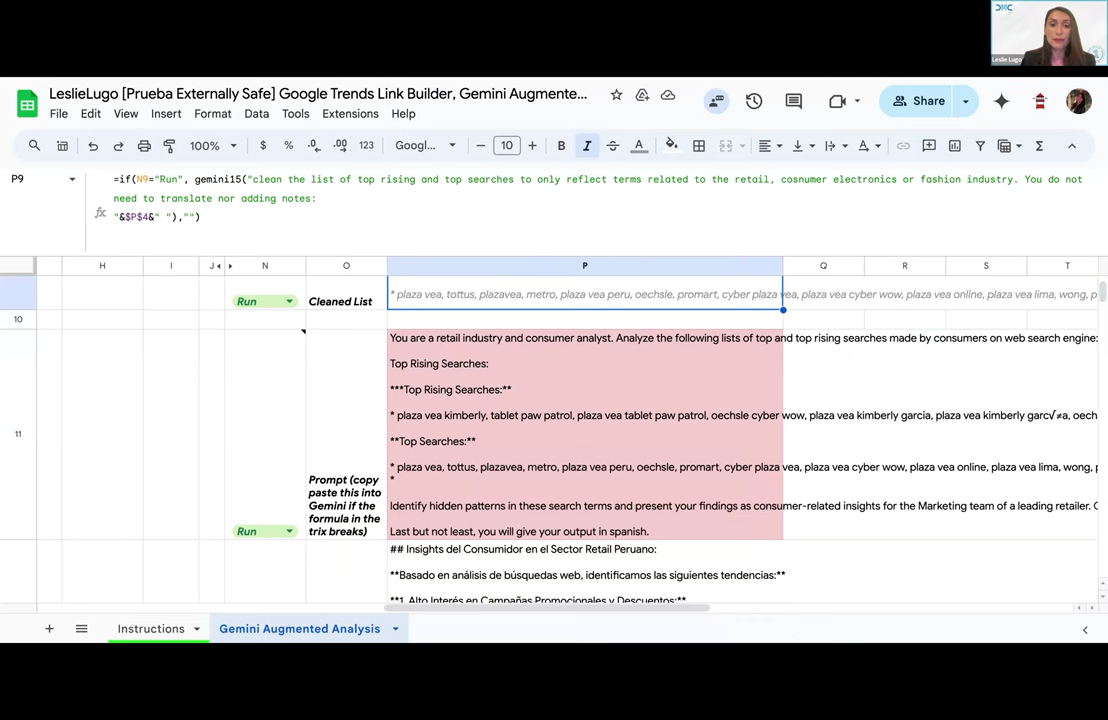 DMC
Leslie Lugo
LeslieLugo [Prueba Externally Safe] Google Trends Link Builder, Gemini Augmente...
Share
File Edit View Insert Format Data Tools Extensions Help
100% $ % .0 .00 123 Googl... 10 B I A
P9
=if(N9="Run", gemini15("clean the list of top rising and top searches to only reflect terms related to the retail, cosnumer electronics or fashion industry. You do not
need to translate nor adding notes:
"&$P$4&" "),"")
H I J N O P Q R S T
Run Cleaned List * plaza vea, tottus, plazavea, metro, plaza vea peru, oechsle, promart, cyber plaza vea, plaza vea cyber wow, plaza vea online, plaza vea lima, wong, p
10
You are a retail industry and consumer analyst. Analyze the following lists of top and top rising searches made by consumers on web search engine:
Top Rising Searches:
***Top Rising Searches:**
* plaza vea kimberly, tablet paw patrol, plaza vea tablet paw patrol, oechsle cyber wow, plaza vea kimberly garcia, plaza vea kimberly garc√≠a, oech
11
**Top Searches:**
* plaza vea, tottus, plazavea, metro, plaza vea peru, oechsle, promart, cyber plaza vea, plaza vea cyber wow, plaza vea online, plaza vea lima, wong, p
*
Prompt (copy
paste this into
Gemini if the
formula in the
trix breaks)
Identify hidden patterns in these search terms and present your findings as consumer-related insights for the Marketing team of a leading retailer.
Run
Last but not least, you will give your output in spanish.
## Insights del Consumidor en el Sector Retail Peruano:
**Basado en análisis de búsquedas web, identificamos las siguientes tendencias:**
**1. Alto Interés en Campañas Promocionales y Descuentos:**
Instructions Gemini Augmented Analysis